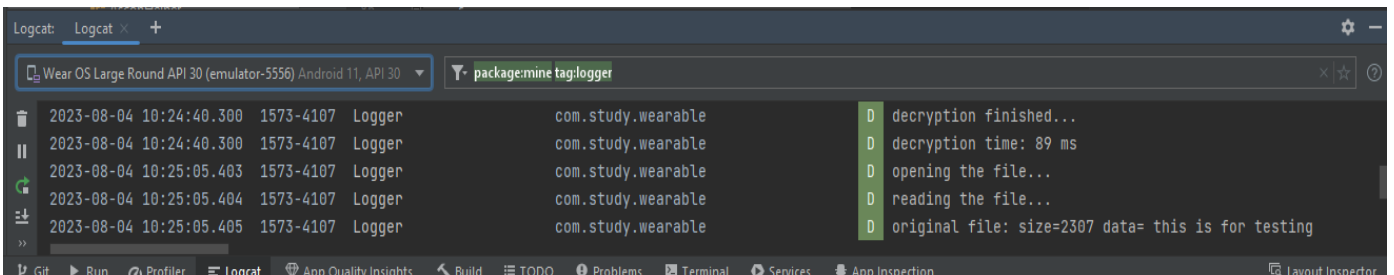 Logcat: Logcat × +
Wear OS Large Round API 30 (emulator-5556) Android 11, API 30 package:mine tag:logger
2023-08-04 10:24:40.300 1573-4107 Logger com.study.wearable D decryption finished...
2023-08-04 10:24:40.300 1573-4107 Logger com.study.wearable D decryption time: 89 ms
2023-08-04 10:25:05.403 1573-4107 Logger com.study.wearable D opening the file...
2023-08-04 10:25:05.404 1573-4107 Logger com.study.wearable D reading the file...
2023-08-04 10:25:05.405 1573-4107 Logger com.study.wearable D original file: size=2307 data= this is for testing
Git Run Profiler Logcat App Quality Insights Build TODO Problems Terminal Services App Inspection Layout Inspector